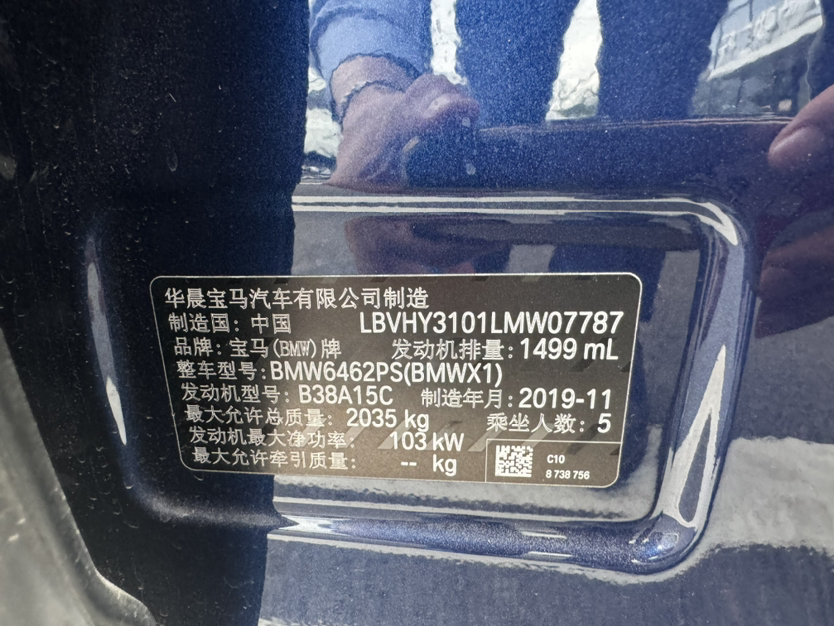 华晨宝马汽车有限公司制造
制造国: 中国 LBVHY3101LMW07787
品牌: 宝马(BMW)牌 发动机排量: 1499 mL
整车型号: BMW6462PS(BMWX1)
发动机型号: B38A15C 制造年月: 2019-11
最大允许总质量: 2035 kg 乘坐人数: 5
发动机最大净功率: 103 kW
最大允许牵引质量: -- kg
C10
8 738 756